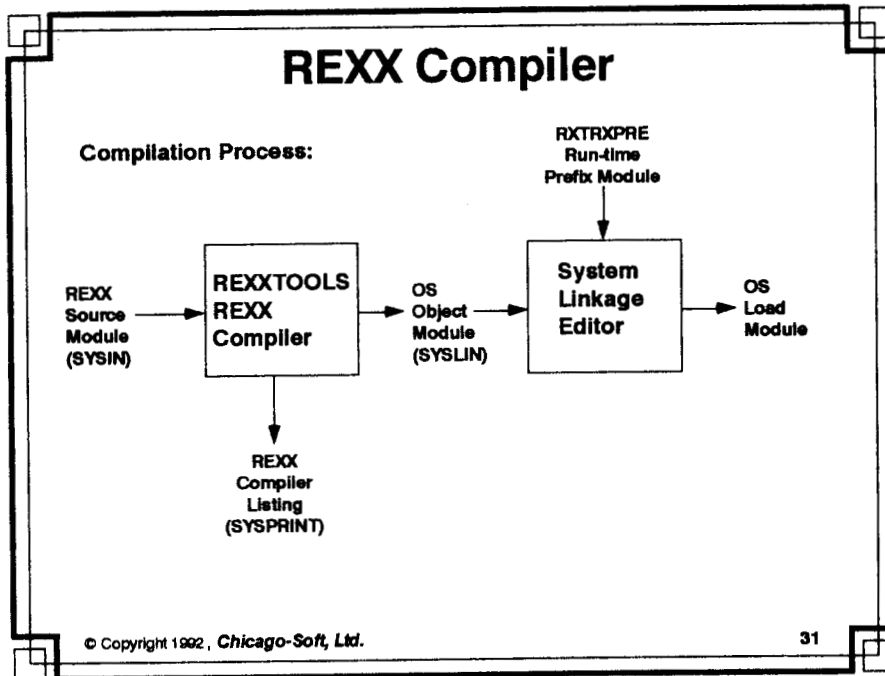 REXX Compiler
Compilation Process:
RXTRXPRE
Run-time
Prefix Module
REXX
Source
Module
(SYSIN)
REXXTOOLS
REXX
Compiler
OS
Object
Module
(SYSLIN)
System
Linkage
Editor
OS
Load
Module
REXX
Compiler
Listing
(SYSPRINT)
© Copyright 1992, Chicago-Soft, Ltd.
31